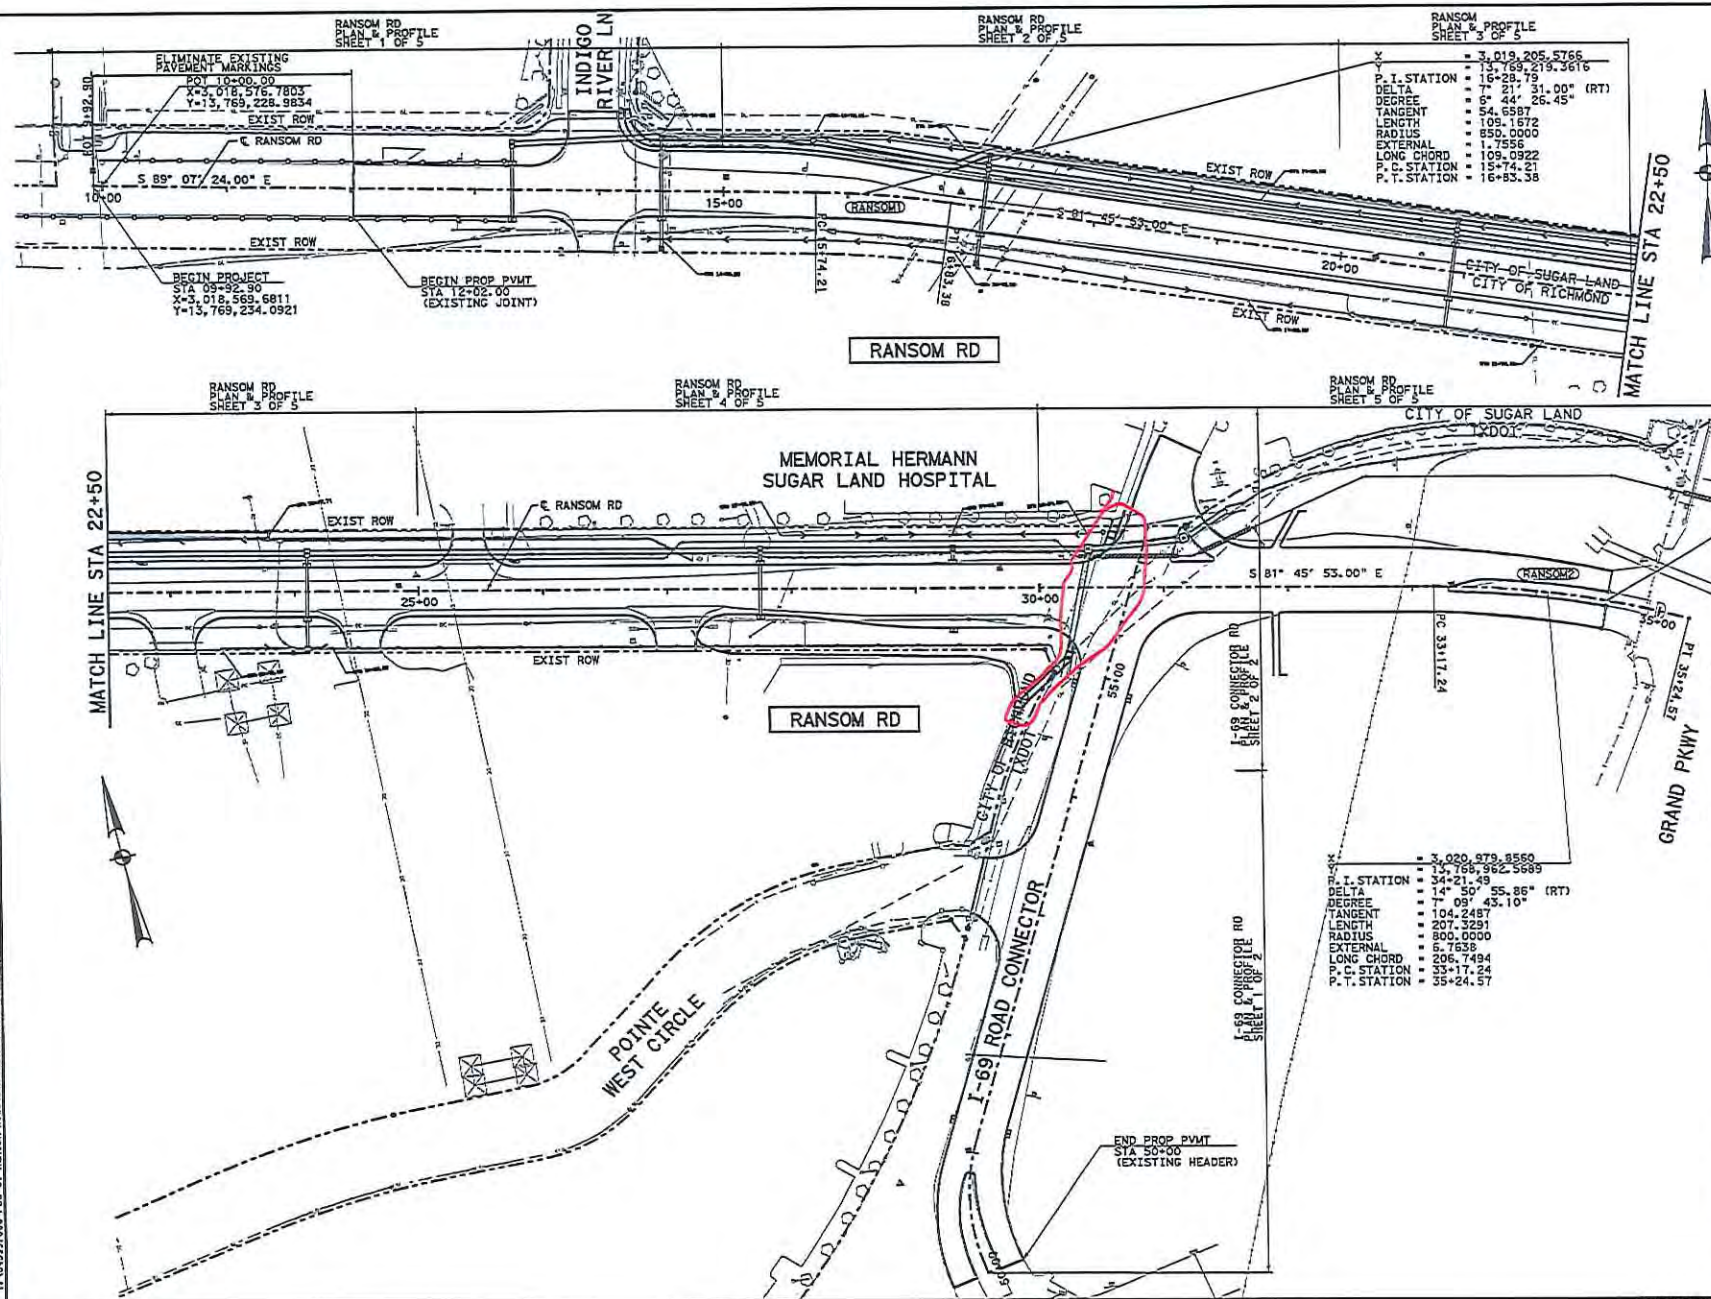 RANSOM RD
PLAN & PROFILE
SHEET 1 OF 5
RANSOM RD
PLAN & PROFILE
SHEET 2 OF 5
RANSOM
PLAN & PROFILE
SHEET 3 OF 5
ELIMINATE EXISTING
PAVEMENT MARKINGS
POT 10+00.00
X=3,018,576.7803
Y=13,769,228.9834
EXIST ROW
℄ RANSOM RD
S 89° 07' 24.00" E
10+00
EXIST ROW
BEGIN PROJECT
STA 09+92.90
X=3,018,569.6811
Y=13,769,234.0921
BEGIN PROP PVMT
STA 12+02.00
(EXISTING JOINT)
INDIGO
RIVER LN
15+00
RANSOM1
PC 15+74.21
16+83.38
S 81° 45' 53.00" E
EXIST ROW
20+00
CITY OF SUGAR LAND
CITY OF RICHMOND
EXIST ROW
MATCH LINE STA 22+50
X = 3,019,205.5766
Y = 13,769,219.3616
P.I. STATION = 16+28.79
DELTA = 7° 21' 31.00" (RT)
DEGREE = 6° 44' 26.45"
TANGENT = 54.6587
LENGTH = 109.1672
RADIUS = 850.0000
EXTERNAL = 1.7556
LONG CHORD = 109.0922
P.C. STATION = 15+74.21
P.T. STATION = 16+83.38
RANSOM RD
RANSOM RD
PLAN & PROFILE
SHEET 3 OF 5
RANSOM RD
PLAN & PROFILE
SHEET 4 OF 5
RANSOM RD
PLAN & PROFILE
SHEET 5 OF 5
CITY OF SUGAR LAND
TXDOT
MATCH LINE STA 22+50
MEMORIAL HERMANN
SUGAR LAND HOSPITAL
EXIST ROW
℄ RANSOM RD
25+00
30+00
S 81° 45' 53.00" E
RANSOM2
35+00
PC 33+17.24
PT 35+24.57
GRAND PKWY
EXIST ROW
RANSOM RD
55+00
CITY OF RICHMOND
TXDOT
I-69 CONNECTOR RD
PLAN & PROFILE
SHEET 2 OF 2
I-69 CONNECTOR RD
PLAN & PROFILE
SHEET 1 OF 2
I-69 ROAD CONNECTOR
POINTE
WEST CIRCLE
X = 3,020,979.8560
Y = 13,768,962.5689
P.I. STATION = 34+21.49
DELTA = 14° 50' 55.86" (RT)
DEGREE = 7° 09' 43.10"
TANGENT = 104.2487
LENGTH = 207.3291
RADIUS = 800.0000
EXTERNAL = 6.7638
LONG CHORD = 206.7494
P.C. STATION = 33+17.24
P.T. STATION = 35+24.57
END PROP PVMT
STA 50+00
(EXISTING HEADER)
50+00